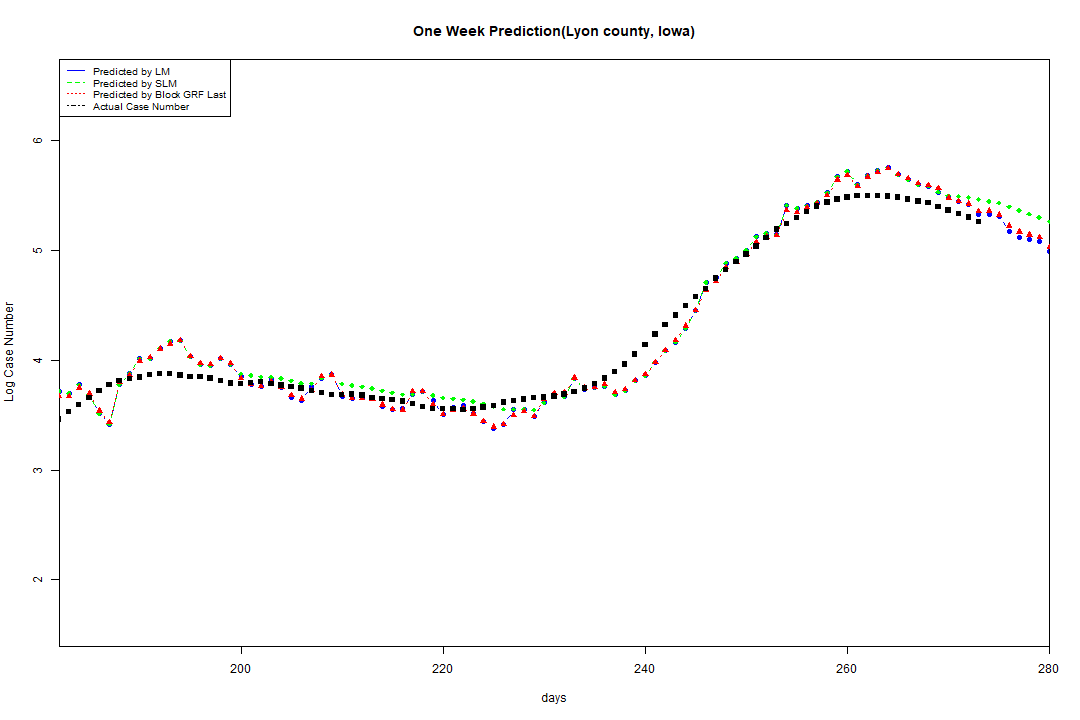 One Week Prediction(Lyon county, Iowa)
Predicted by LM
Predicted by SLM
Predicted by Block GRF Last
Actual Case Number
6
5
4
3
2
Log Case Number
200 220 240 260 280
days